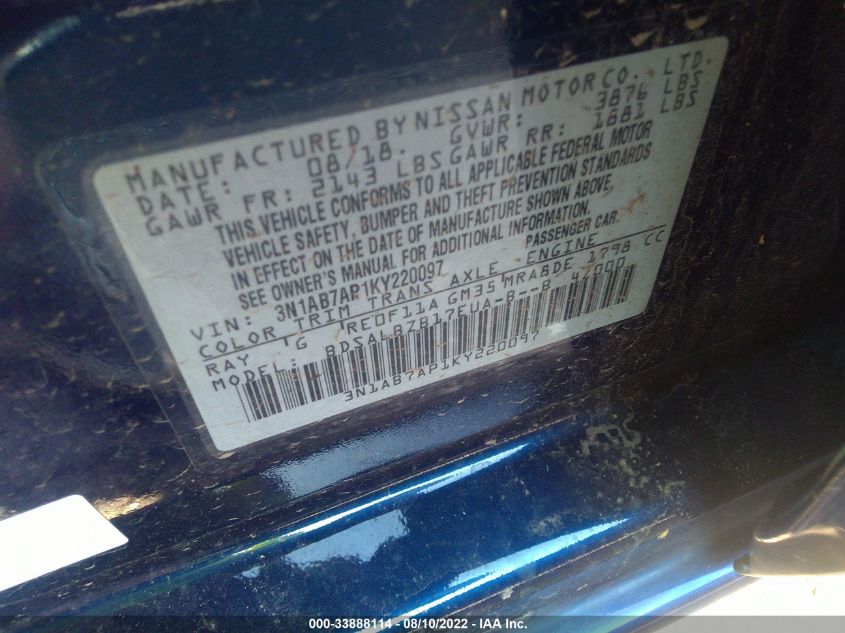 MANUFACTURED BY NISSAN MOTOR CO., LTD.
DATE: 08/18. GVWR: 3876 LBS
GAWR FR: 2143 LBS GAWR RR: 1881 LBS
THIS VEHICLE CONFORMS TO ALL APPLICABLE FEDERAL MOTOR
VEHICLE SAFETY, BUMPER AND THEFT PREVENTION STANDARDS
IN EFFECT ON THE DATE OF MANUFACTURE SHOWN ABOVE.
SEE OWNER'S MANUAL FOR ADDITIONAL INFORMATION.
VIN: 3N1AB7AP1KY220097 PASSENGER CAR.
COLOR TRIM TRANS AXLE ENGINE
RAY G RE0F11A GM35 MRA8DE 1798 CC
MODEL: BDSALBZB17EUA-B--B 4Z000
3N1AB7AP1KY220097
000-33888114 - 08/10/2022 - IAA Inc.